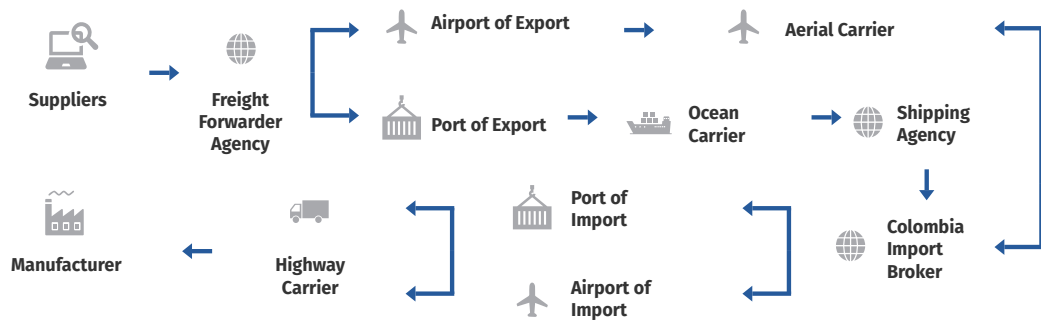 Airport of Export
Aerial Carrier
Suppliers
Freight
Forwarder
Agency
Port of Export
Ocean
Carrier
Shipping
Agency
Port of
Import
Colombia
Import
Broker
Manufacturer
Highway
Carrier
Airport of
Import